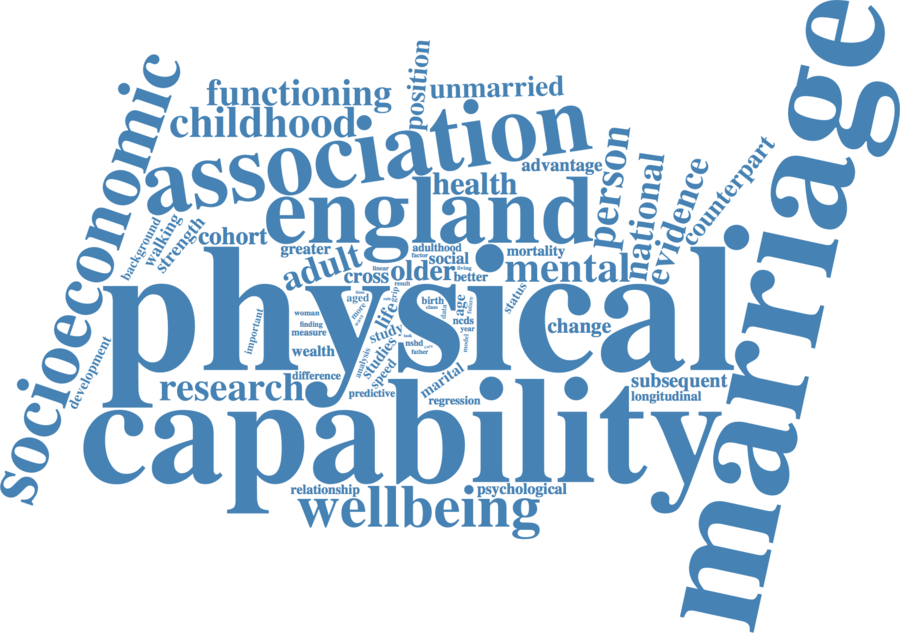 marriage
socioeconomic
functioning
position
unmarried
childhood
association
advantage
health
person
national
evidence
counterpart
england
background
walking
strength
cohort
greater
adulthood
factor
social
mortality
adult
cross
linear
older
living
better
mental
result
physical
aged
more
grip
life
birth
class
data
age
failure
status
change
woman
finding
measure
important
study
ncds
year
model
nshd
father
wealth
analysis
studies
speed
difference
predictive
marital
regression
development
research
subsequent
longitudinal
capability
relationship
psychological
wellbeing